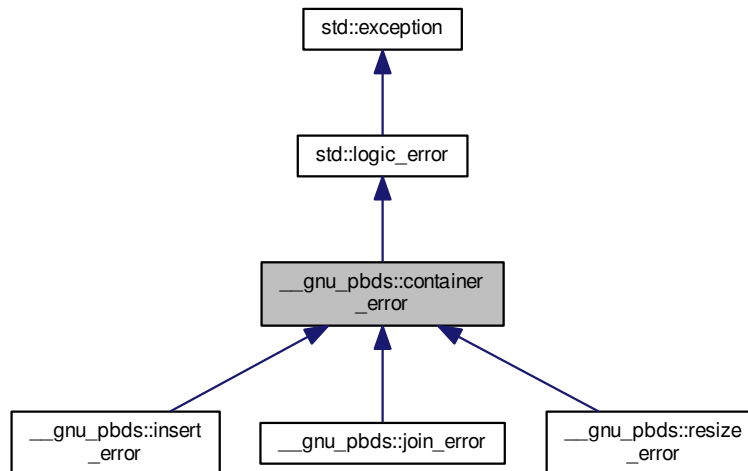 std::exception
std::logic_error
__gnu_pbds::container
_error
__gnu_pbds::insert
_error
__gnu_pbds::join_error
__gnu_pbds::resize
_error